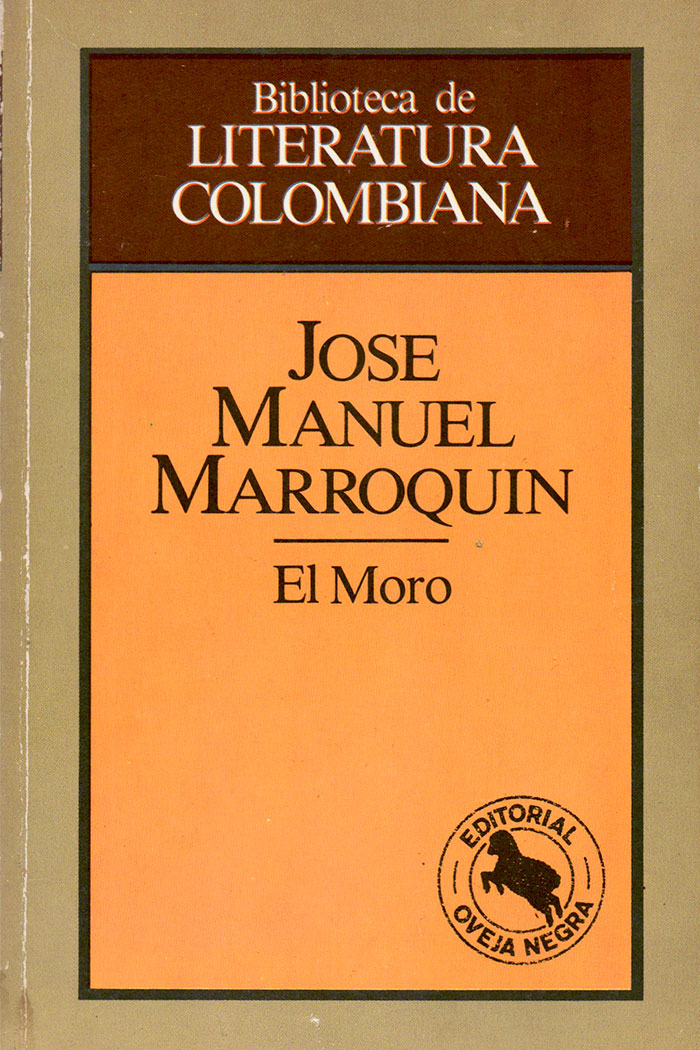 Biblioteca de
LITERATURA
COLOMBIANA
JOSE
MANUEL
MARROQUIN
El Moro
EDITORIAL
OVEJA NEGRA